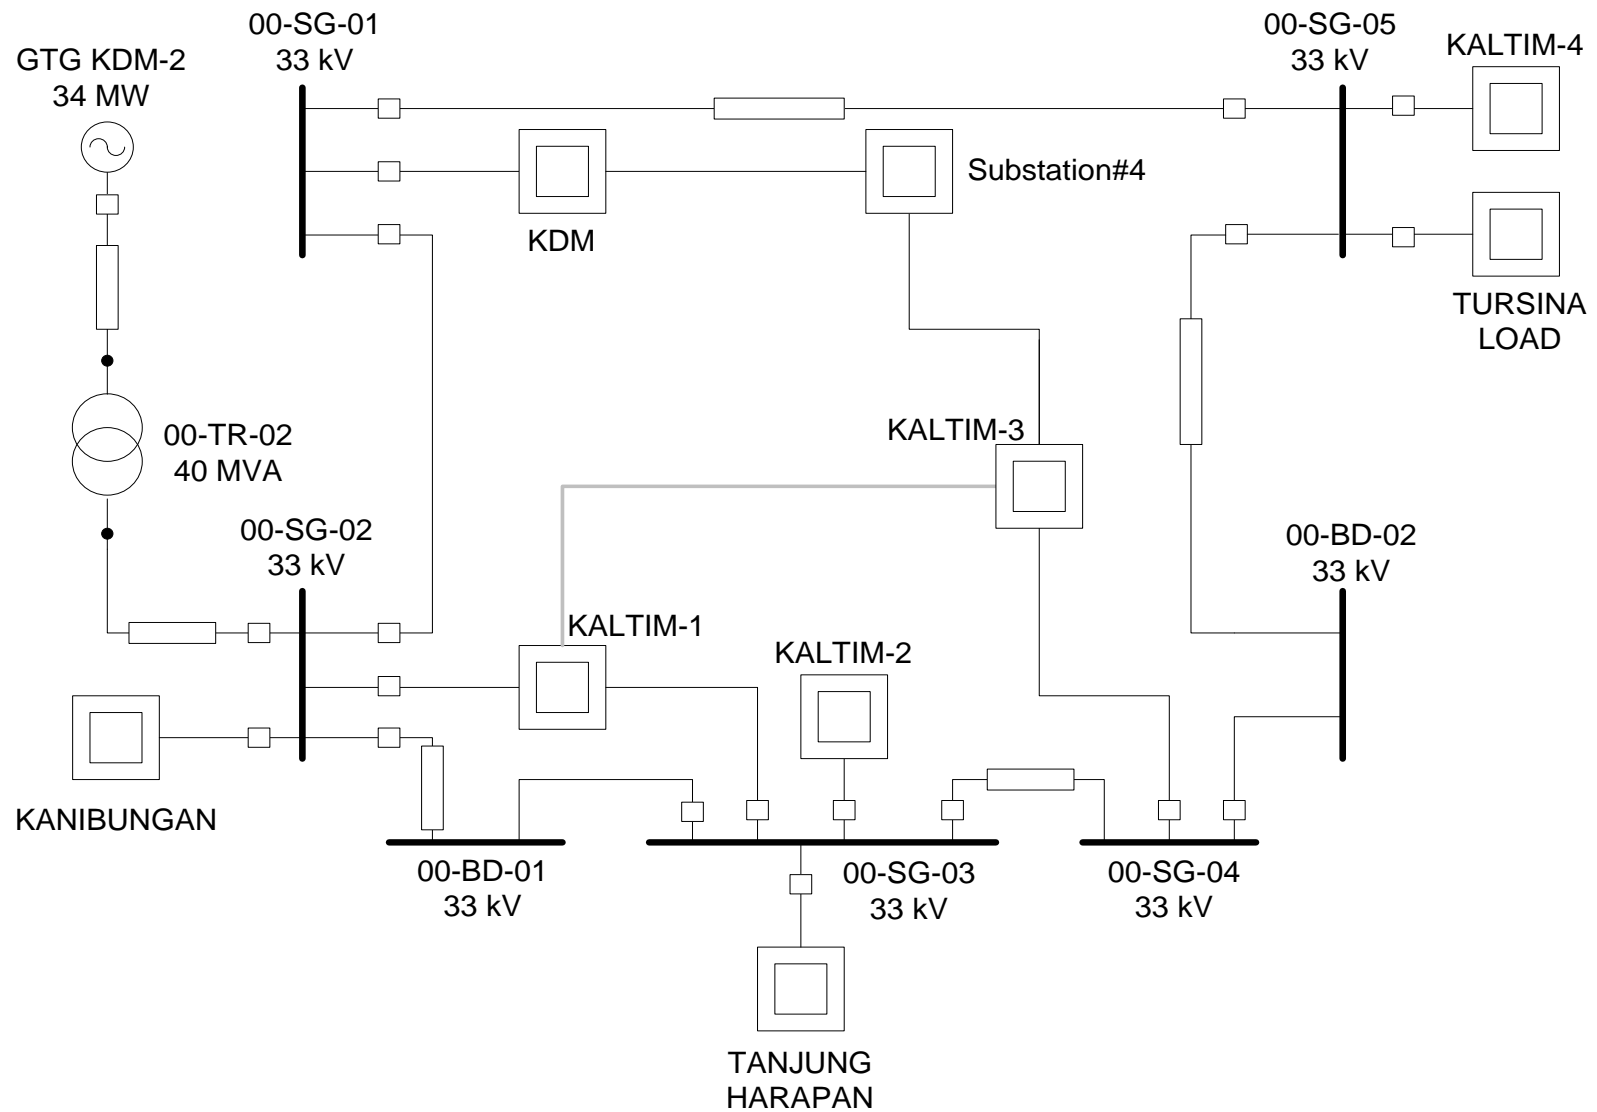 00-SG-01
33 kV
00-SG-05
33 kV
KALTIM-4
GTG KDM-2
34 MW
Substation#4
KDM
TURSINA
LOAD
00-TR-02
40 MVA
KALTIM-3
00-SG-02
33 kV
00-BD-02
33 kV
KALTIM-1
KALTIM-2
KANIBUNGAN
00-BD-01
33 kV
00-SG-03
33 kV
00-SG-04
33 kV
TANJUNG
HARAPAN